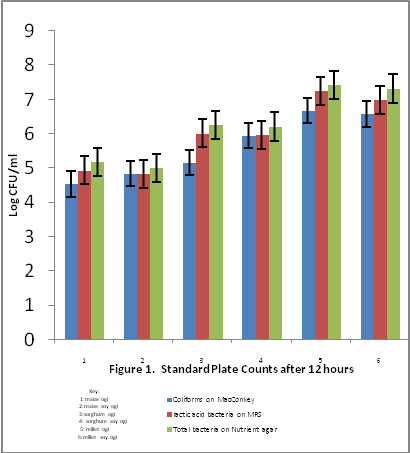 9
8
7
6
5
4
3
2
1
0
Log CFU/ml
1 2 3 4 5 6
Figure 1. Standard Plate Counts after 12 hours
Key:
1:maize ogi
2:maize soy ogi
3:sorghum ogi
4: sorghum soy ogi
5: millet ogi
6:millet soy ogi
Coliforms on MacConkey
lacticacid bacteria on MRS
Total bacteria on Nutrient agar